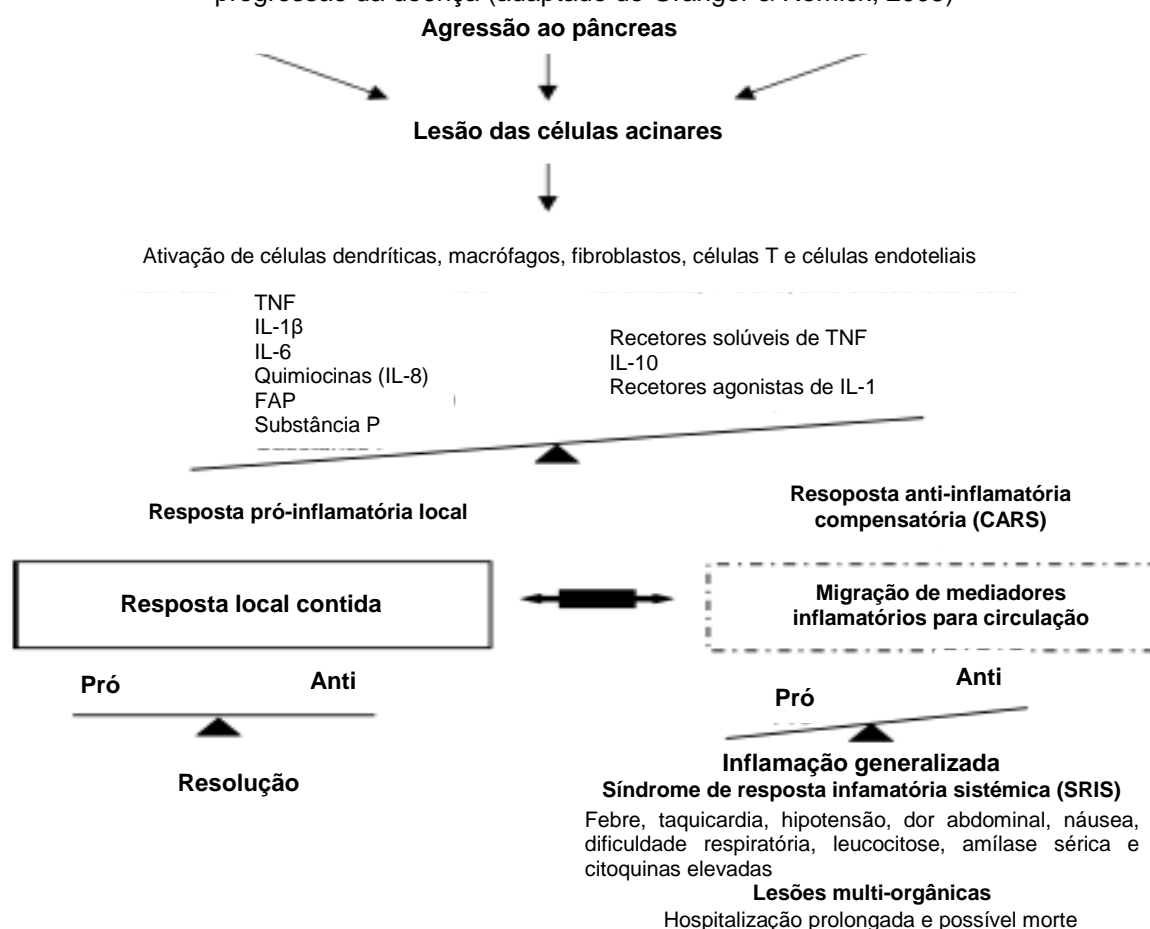 Agressão ao pâncreas
Lesão das células acinares
Ativação de células dendríticas, macrófagos, fibroblastos, células T e células endoteliais
TNF
IL-1β
IL-6
Quimiocinas (IL-8)
FAP
Substância P
Recetores solúveis de TNF
IL-10
Recetores agonistas de IL-1
Resposta pró-inflamatória local
Resoposta anti-inflamatória
compensatória (CARS)
Resposta local contida
Migração de mediadores
inflamatórios para circulação
Pró
Anti
Resolução
Pró
Anti
Inflamação generalizada
Síndrome de resposta infamatória sistémica (SRIS)
Febre, taquicardia, hipotensão, dor abdominal, náusea,
dificuldade respiratória, leucocitose, amílase sérica e
citoquinas elevadas
Lesões multi-orgânicas
Hospitalização prolongada e possível morte